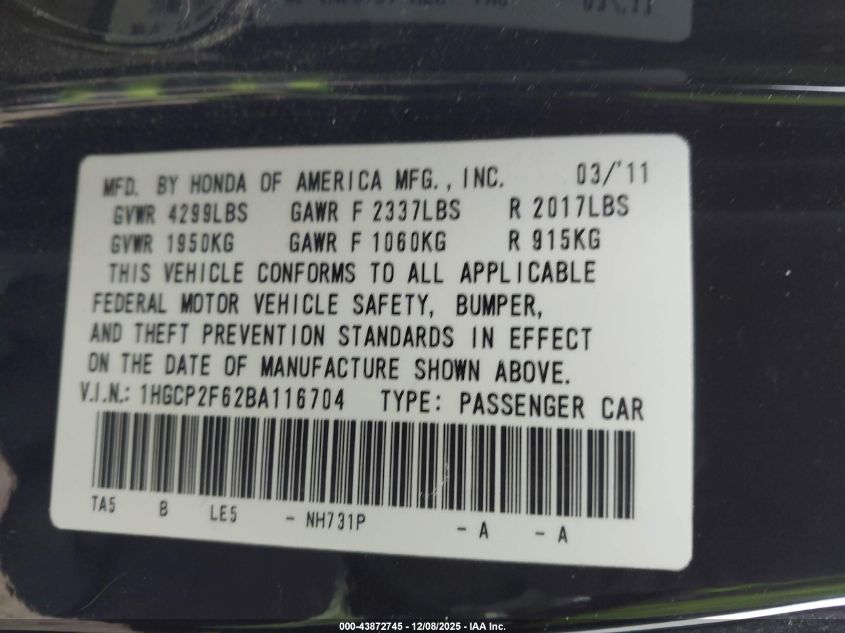 MFD. BY HONDA OF AMERICA MFG., INC. 03/'11
GVWR 4299LBS GAWR F 2337LBS R 2017LBS
GVWR 1950KG GAWR F 1060KG R 915KG
THIS VEHICLE CONFORMS TO ALL APPLICABLE
FEDERAL MOTOR VEHICLE SAFETY, BUMPER,
AND THEFT PREVENTION STANDARDS IN EFFECT
ON THE DATE OF MANUFACTURE SHOWN ABOVE.
V.I.N.: 1HGCP2F62BA116704 TYPE: PASSENGER CAR
TA5 B LE5 - NH731P - A - A
000-43872745 - 12/08/2025 - IAA Inc.